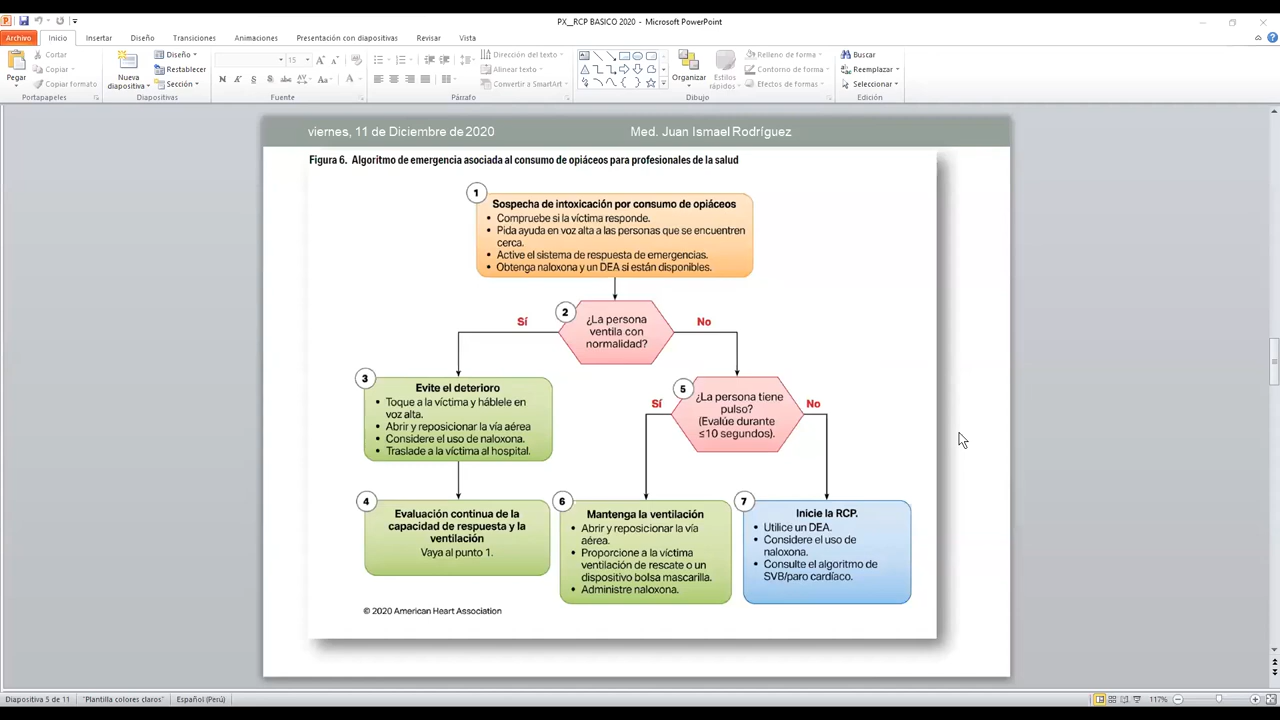 PX__RCP BASICO 2020 - Microsoft PowerPoint
Archivo Inicio Insertar Diseño Transiciones Animaciones Presentación con diapositivas Revisar Vista
Pegar
Cortar
Copiar
Copiar formato
Portapapeles
Nueva
diapositiva
Diseño
Restablecer
Sección
Diapositivas
15
N K S S abc AV Aa A
Fuente
Párrafo
Dirección del texto
Alinear texto
Convertir a SmartArt
Organizar
Estilos
rápidos
Relleno de forma
Contorno de forma
Efectos de formas
Dibujo
Buscar
Reemplazar
Seleccionar
Edición
viernes, 11 de Diciembre de 2020 Med. Juan Ismael Rodríguez
Figura 6. Algoritmo de emergencia asociada al consumo de opiáceos para profesionales de la salud
1
Sospecha de intoxicación por consumo de opiáceos
• Compruebe si la víctima responde.
• Pida ayuda en voz alta a las personas que se encuentren
cerca.
• Active el sistema de respuesta de emergencias.
• Obtenga naloxona y un DEA si están disponibles.
2
¿La persona
ventila con
normalidad?
Sí
No
3
Evite el deterioro
• Toque a la víctima y háblele en
voz alta.
• Abrir y reposicionar la vía aérea
• Considere el uso de naloxona.
• Traslade a la víctima al hospital.
5
¿La persona tiene
pulso?
(Evalúe durante
≤10 segundos).
Sí
No
4
Evaluación continua de la
capacidad de respuesta y la
ventilación
Vaya al punto 1.
6
Mantenga la ventilación
• Abrir y reposicionar la vía
aérea.
• Proporcione a la víctima
ventilación de rescate o un
dispositivo bolsa mascarilla.
• Administre naloxona.
7
Inicie la RCP.
• Utilice un DEA.
• Considere el uso de
naloxona.
• Consulte el algoritmo de
SVB/paro cardíaco.
© 2020 American Heart Association
Diapositiva 5 de 11 "Plantilla colores claros" Español (Perú) 117%